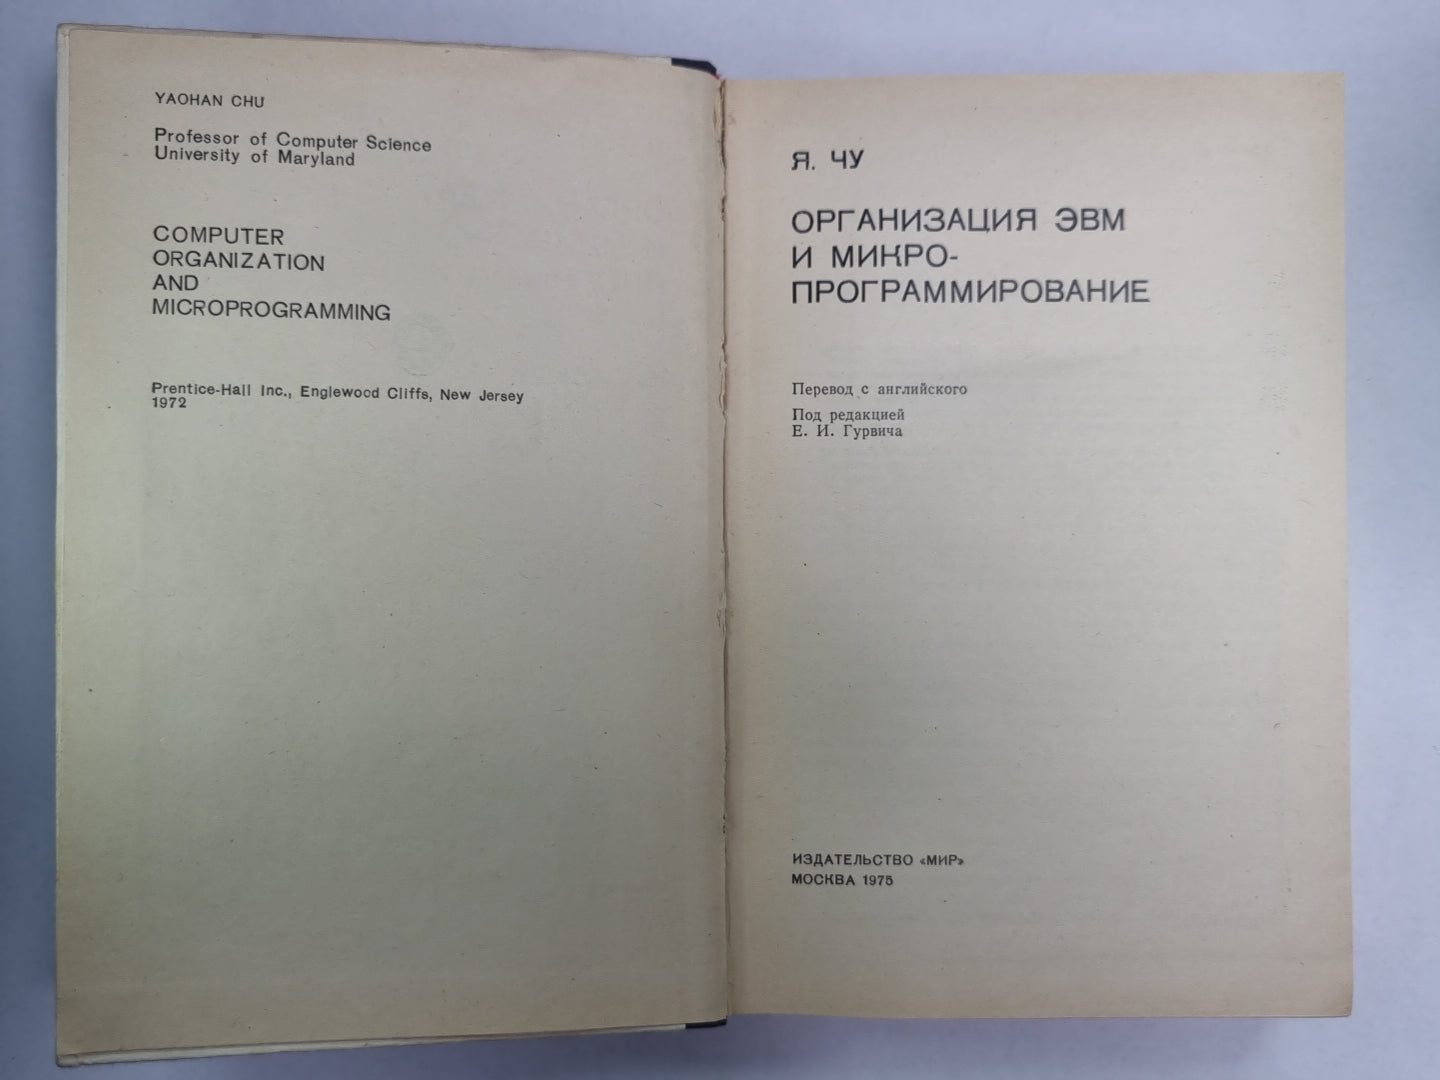 YAOHAN CHU
Professor of Computer Science
University of Maryland
COMPUTER
ORGANIZATION
AND
MICROPROGRAMMING
Prentice-Hall Inc., Englewood Cliffs, New Jersey
1972
Я. ЧУ
ОРГАНИЗАЦИЯ ЭВМ
И МИКРО-
ПРОГРАММИРОВАНИЕ
Перевод с английского
Под редакцией
Е. И. Гурвича
ИЗДАТЕЛЬСТВО «МИР»
МОСКВА 1975